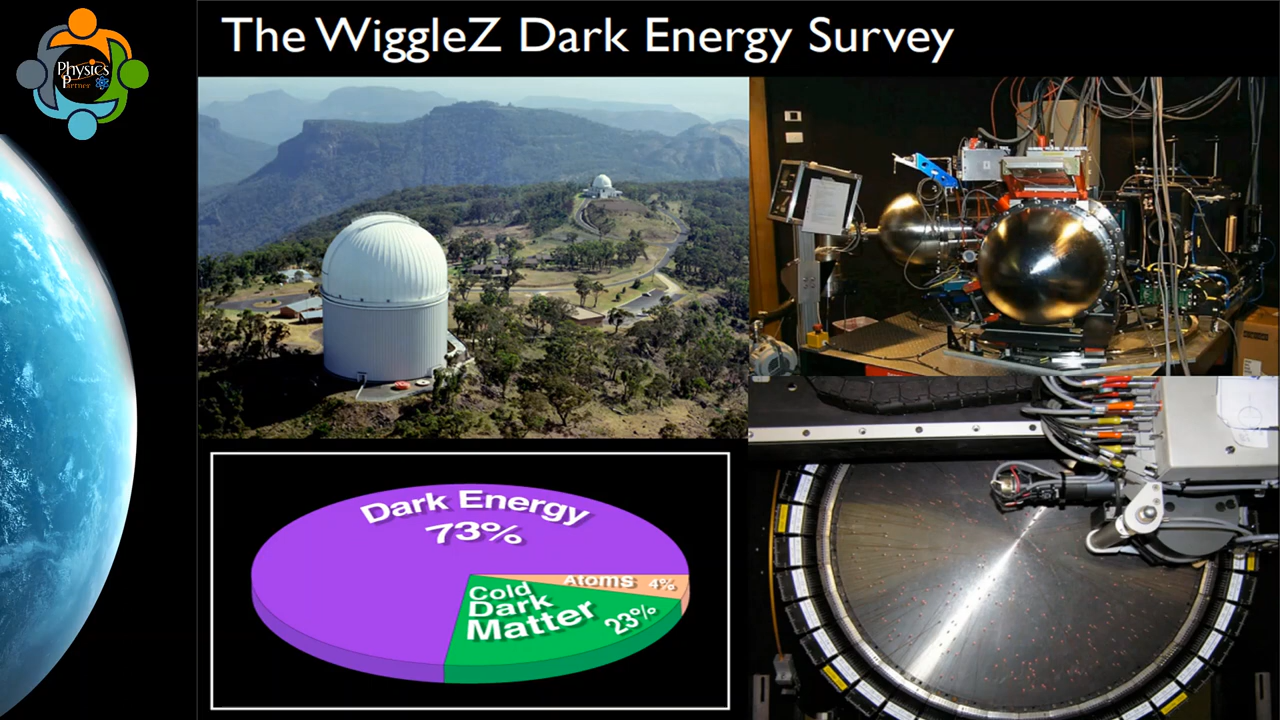 Physics
Partner
The WiggleZ Dark Energy Survey
Dark Energy
73%
Atoms 4%
Cold
Dark
Matter
23%